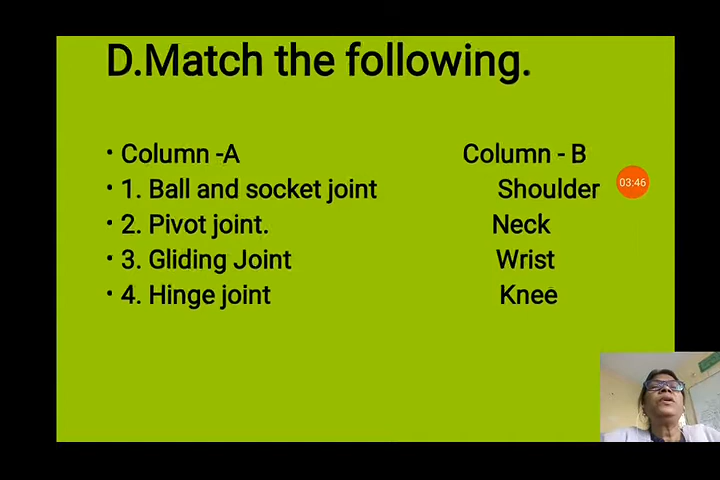 D.Match the following.
• Column -A Column - B
• 1. Ball and socket joint Shoulder
03:46
• 2. Pivot joint. Neck
• 3. Gliding Joint Wrist
• 4. Hinge joint Knee